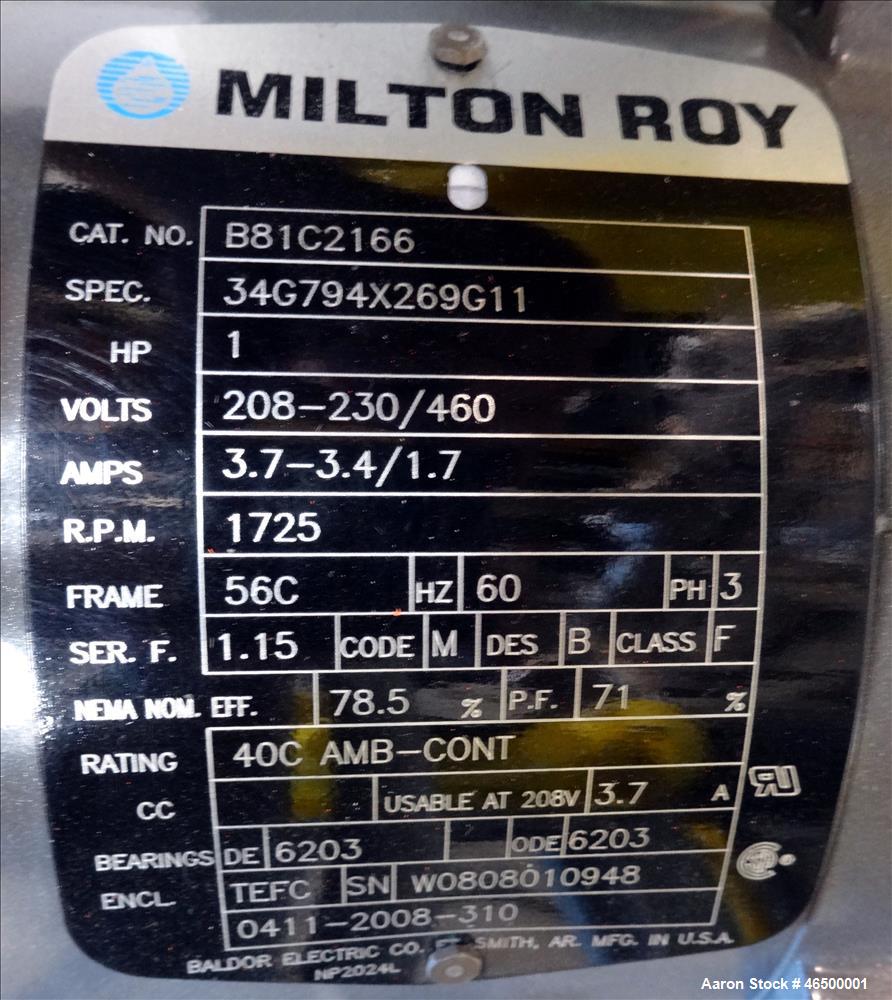 MILTON ROY
CAT. NO. B81C2166
SPEC. 34G794X269G11
HP 1
VOLTS 208-230/460
AMPS 3.7-3.4/1.7
R.P.M. 1725
FRAME 56C HZ 60 PH 3
SER. F. 1.15 CODE M DES B CLASS F
NEMA NOM. EFF. 78.5 % P.F. 71 %
RATING 40C AMB-CONT
CC USABLE AT 208V 3.7 A
BEARINGS DE 6203 ODE 6203
ENCL. TEFC SN W0808010948
0411-2008-310
BALDOR ELECTRIC CO. SMITH, AR. MFG. IN U.S.A.
NP2024L
Aaron Stock # 46500001